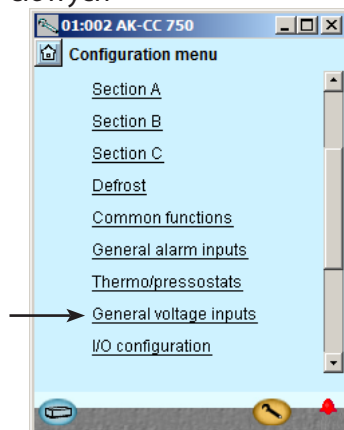 01:002 AK-CC 750
Configuration menu
Section A
Section B
Section C
Defrost
Common functions
General alarm inputs
Thermo/pressostats
General voltage inputs
I/O configuration